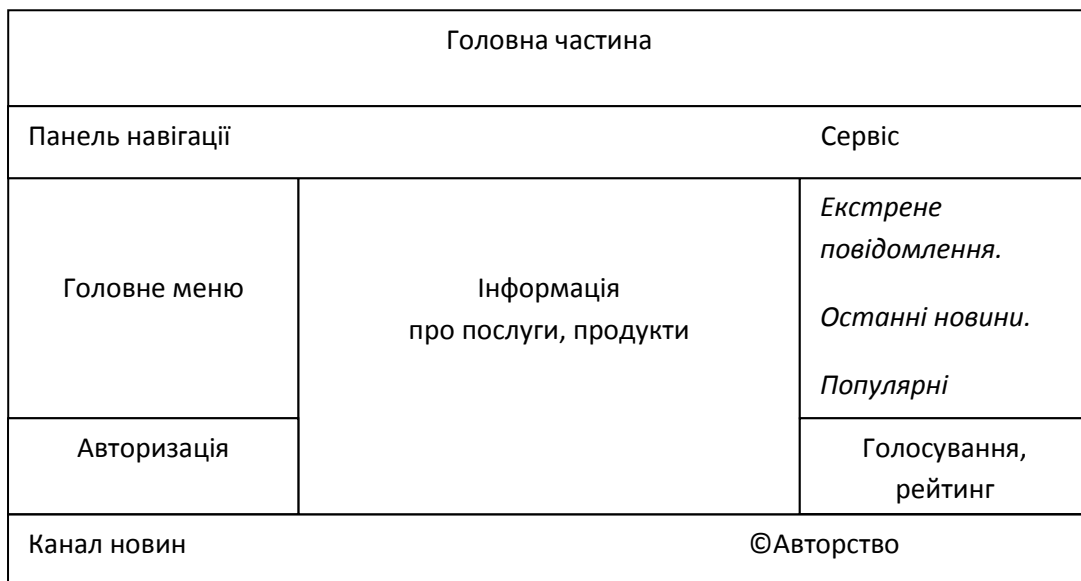 Головна частина
Панель навігації Сервіс
Головне меню
Інформація
про послуги, продукти
Екстрене
повідомлення.
Останні новини.
Популярні
Авторизація
Голосування,
рейтинг
Канал новин ©Авторство